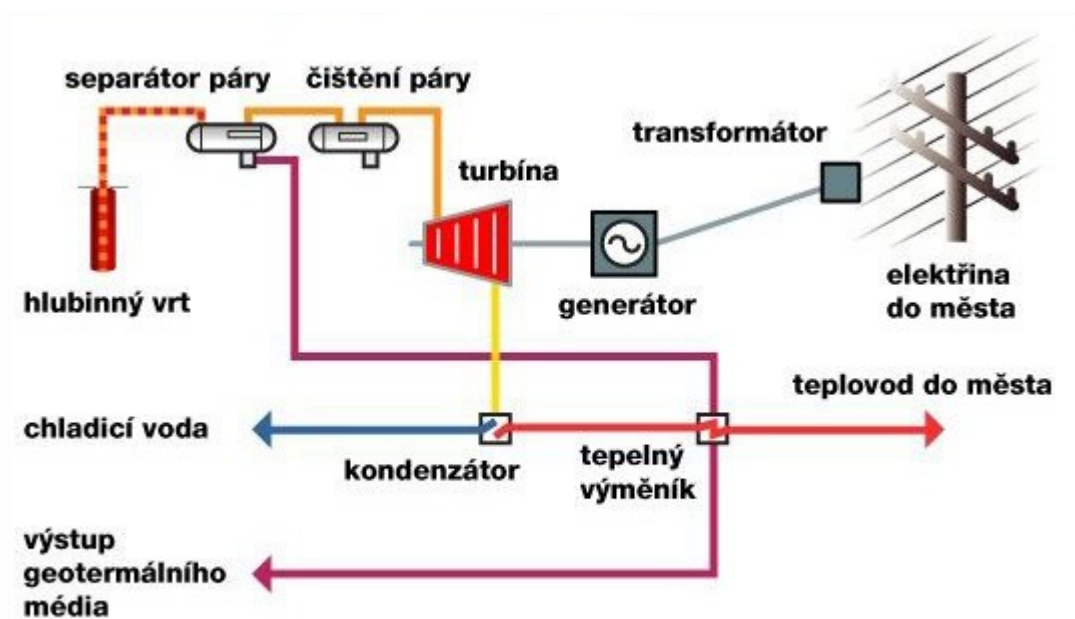 separátor páry
čištění páry
transformátor
turbína
hlubinný vrt
generátor
elektřina
do města
teplovod do města
chladicí voda
kondenzátor
tepelný
výměník
výstup
geotermálního
média